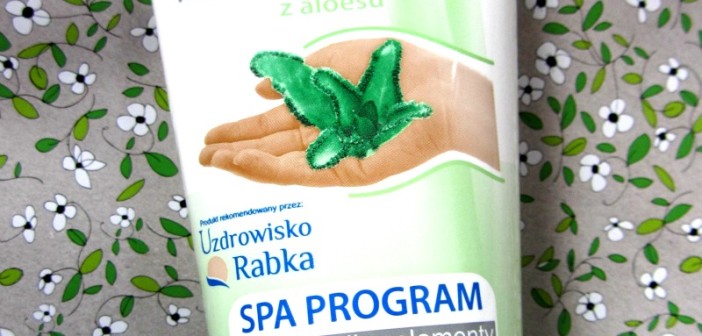 z aloesu
Produkt rekomendowany przez:
Uzdrowisko
Rabka
SPA PROGRAM